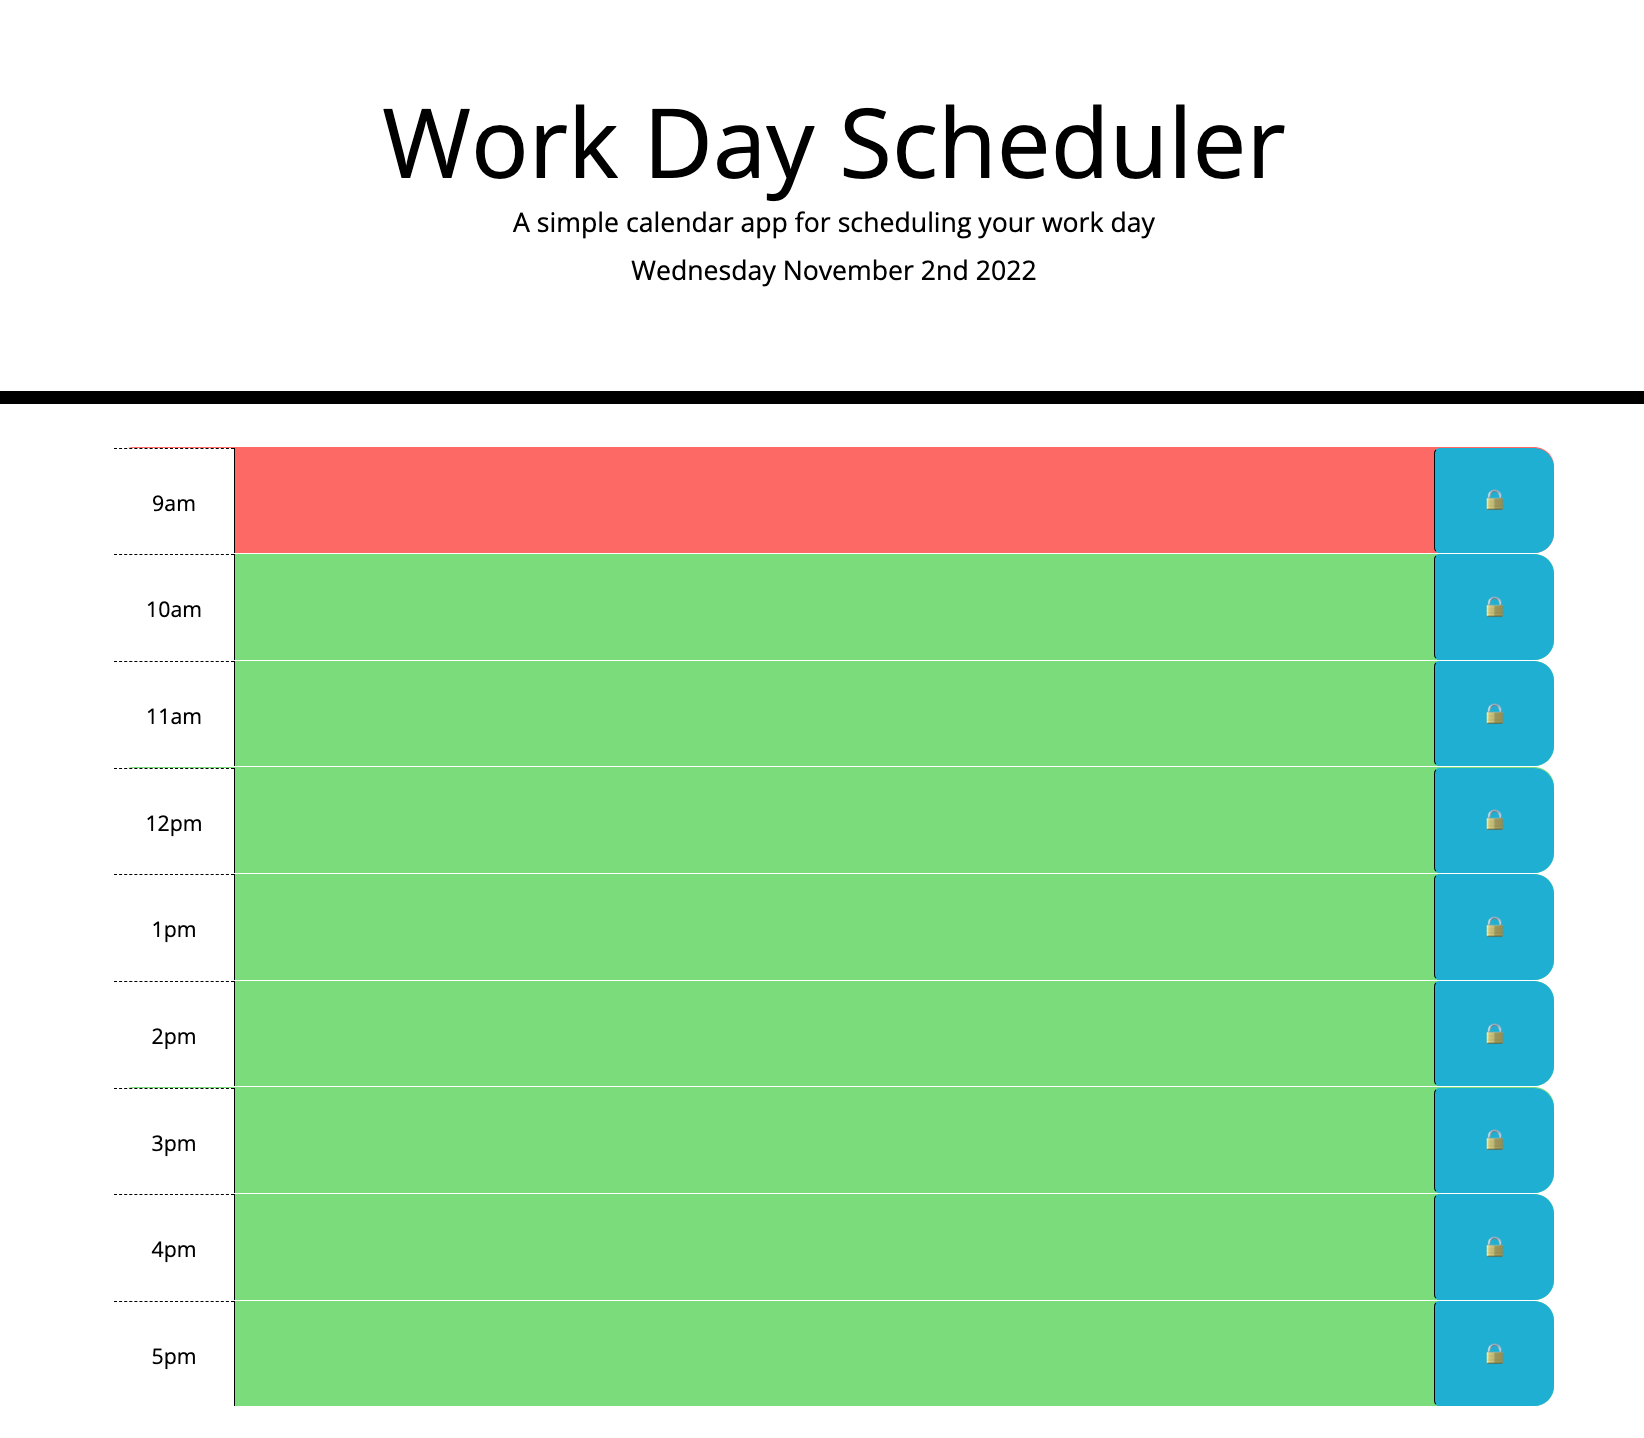 Work Day Scheduler
A simple calendar app for scheduling your work day
Wednesday November 2nd 2022
9am
10am
11am
12pm
1pm
2pm
3pm
4pm
5pm